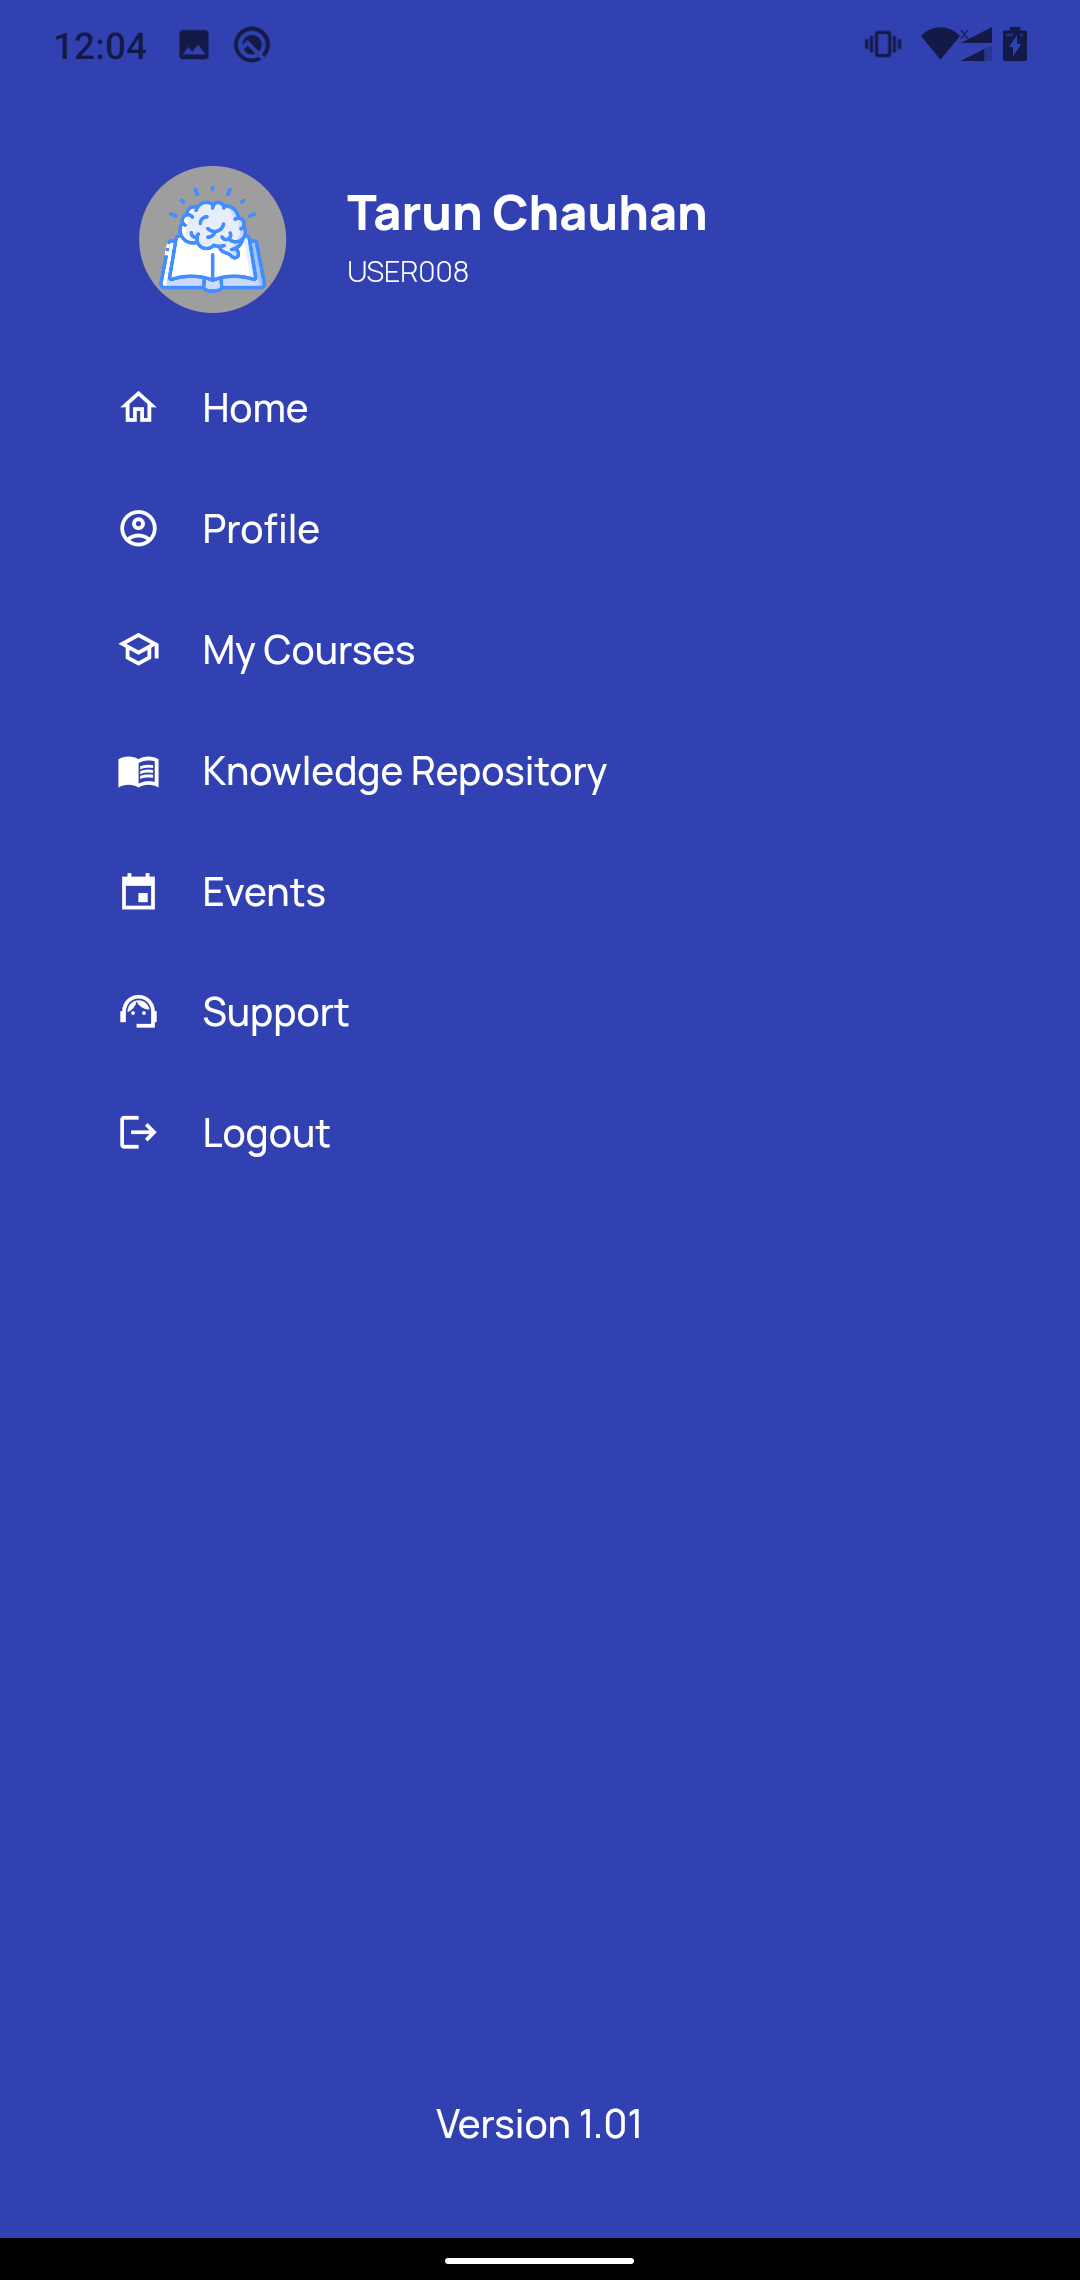 12:04
Tarun Chauhan
USER008
Home
Profile
My Courses
Knowledge Repository
Events
Support
Logout
Version 1.01